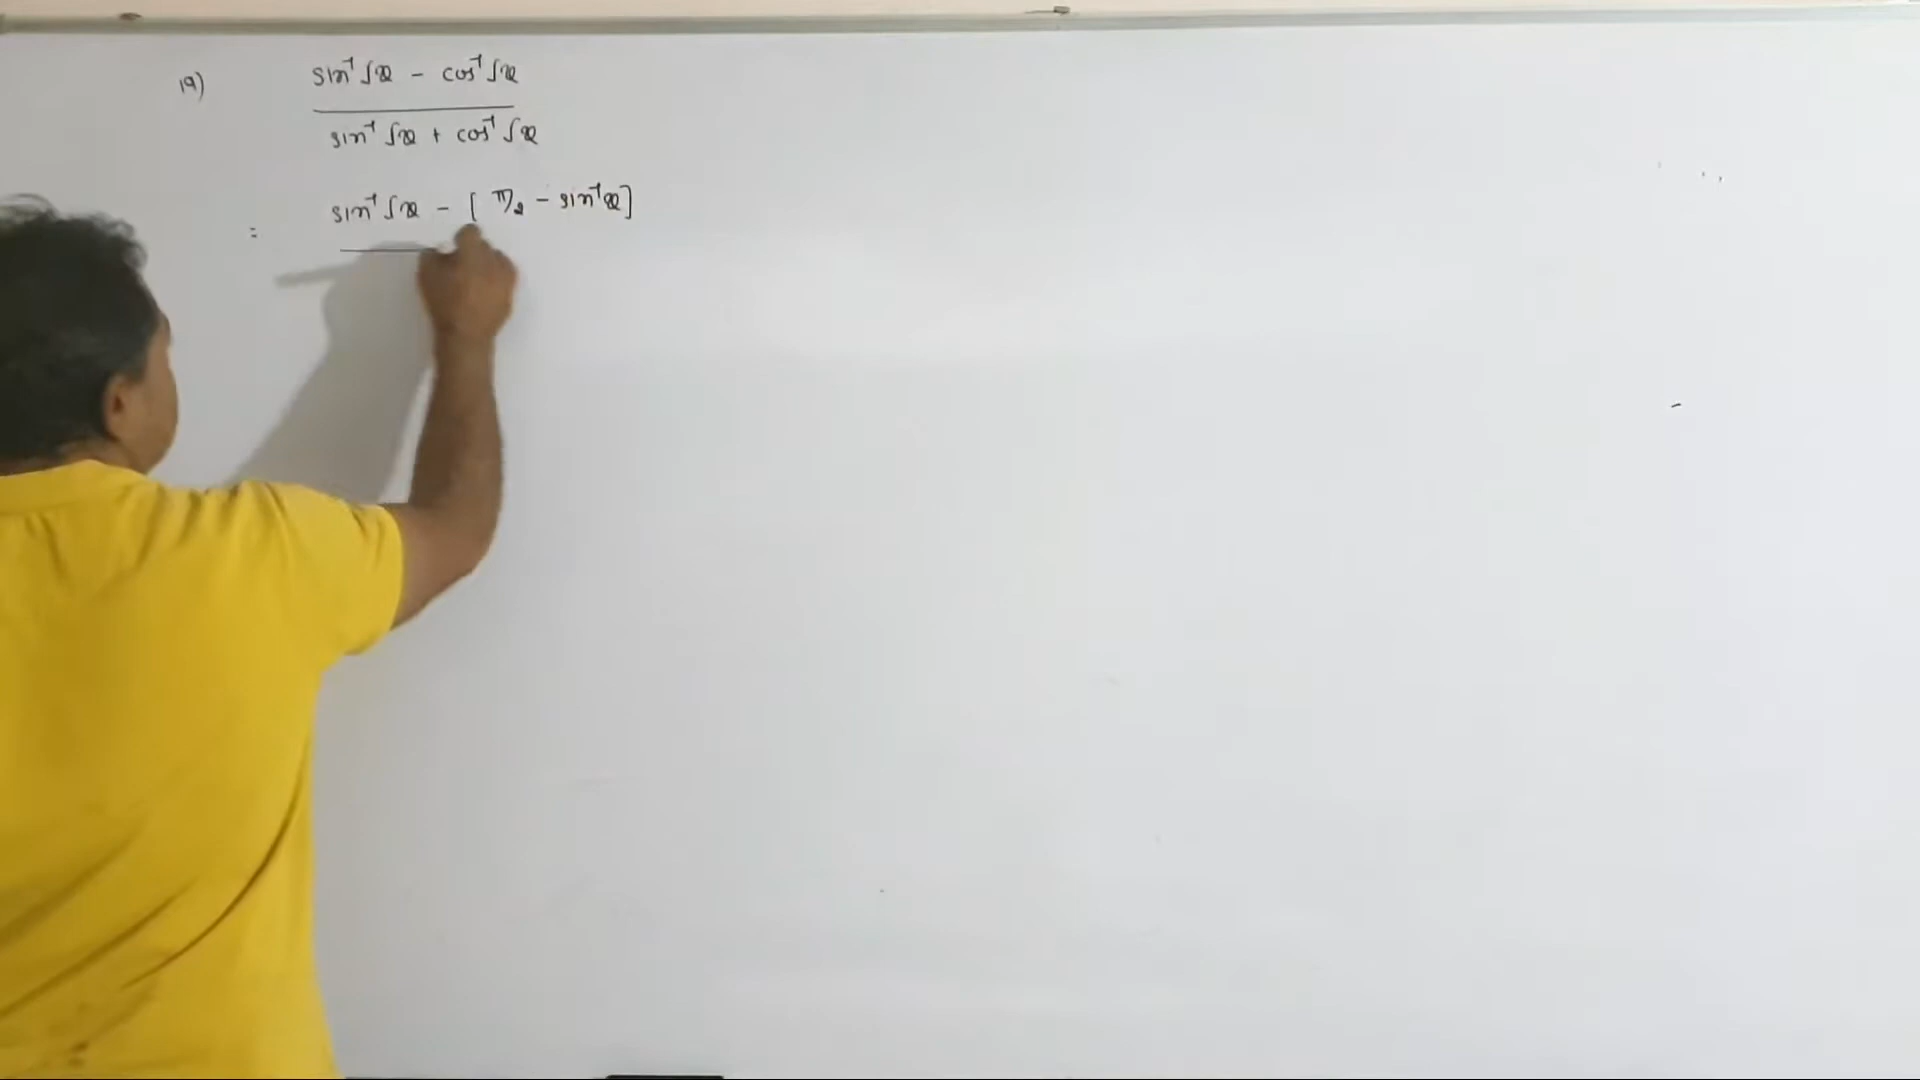 19)
sin⁻¹ √x - cos⁻¹ √x
sin⁻¹ √x + cos⁻¹ √x
= sin⁻¹ √x - [ π/2 - sin⁻¹ x]